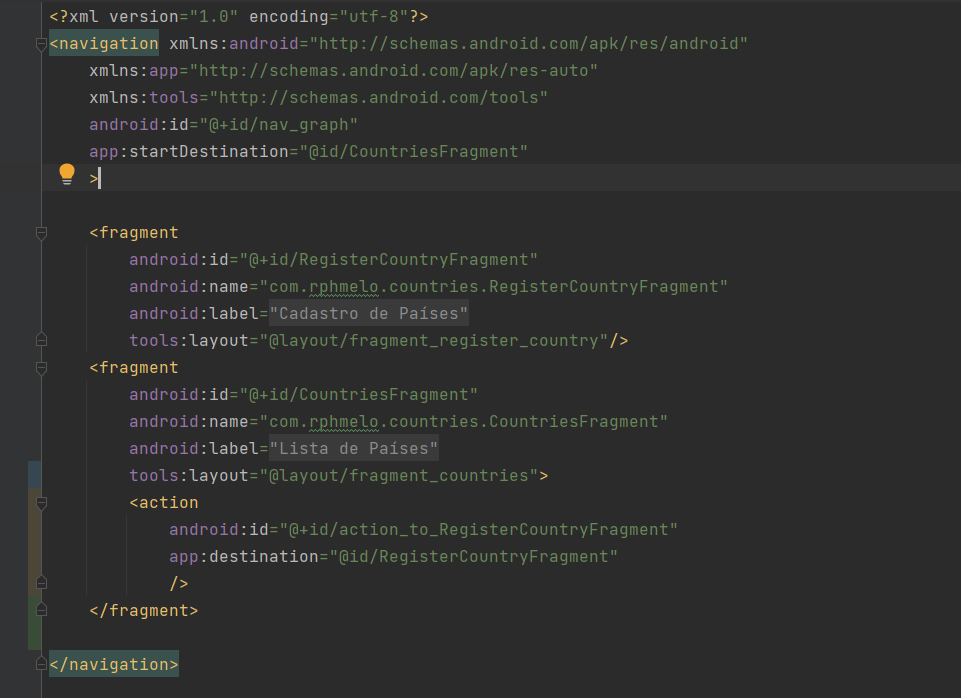 <?xml version="1.0" encoding="utf-8"?>
<navigation xmlns:android="http://schemas.android.com/apk/res/android"
    xmlns:app="http://schemas.android.com/apk/res-auto"
    xmlns:tools="http://schemas.android.com/tools"
    android:id="@+id/nav_graph"
    app:startDestination="@id/CountriesFragment"
    >
    <fragment
        android:id="@+id/RegisterCountryFragment"
        android:name="com.rphmelo.countries.RegisterCountryFragment"
        android:label="Cadastro de Países"
        tools:layout="@layout/fragment_register_country"/>
    <fragment
        android:id="@+id/CountriesFragment"
        android:name="com.rphmelo.countries.CountriesFragment"
        android:label="Lista de Países"
        tools:layout="@layout/fragment_countries">
        <action
            android:id="@+id/action_to_RegisterCountryFragment"
            app:destination="@id/RegisterCountryFragment"
            />
    </fragment>
</navigation>